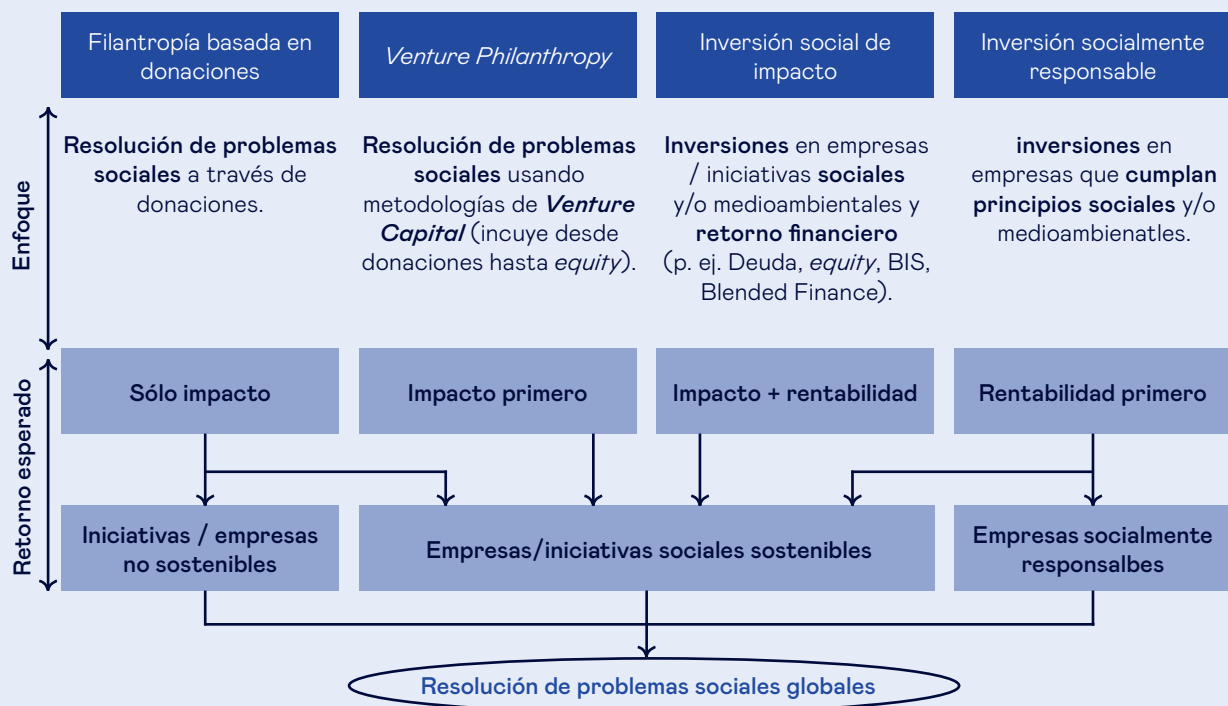 Filantropía basada en
donaciones
Venture Philanthropy
Inversión social de
impacto
Inversión socialmente
responsable
Enfoque
Resolución de problemas
sociales a través de
donaciones.
Resolución de problemas
sociales usando
metodologías de Venture
Capital (incluye desde
donaciones hasta equity).
Inversiones en empresas
/ iniciativas sociales
y/o medioambientales y
retorno financiero
(p. ej. Deuda, equity, BIS,
Blended Finance).
inversiones en
empresas que cumplan
principios sociales y/o
medioambienatles.
Retorno esperado
Sólo impacto
Impacto primero
Impacto + rentabilidad
Rentabilidad primero
Iniciativas / empresas
no sostenibles
Empresas/iniciativas sociales sostenibles
Empresas socialmente
responsalbes
Resolución de problemas sociales globales